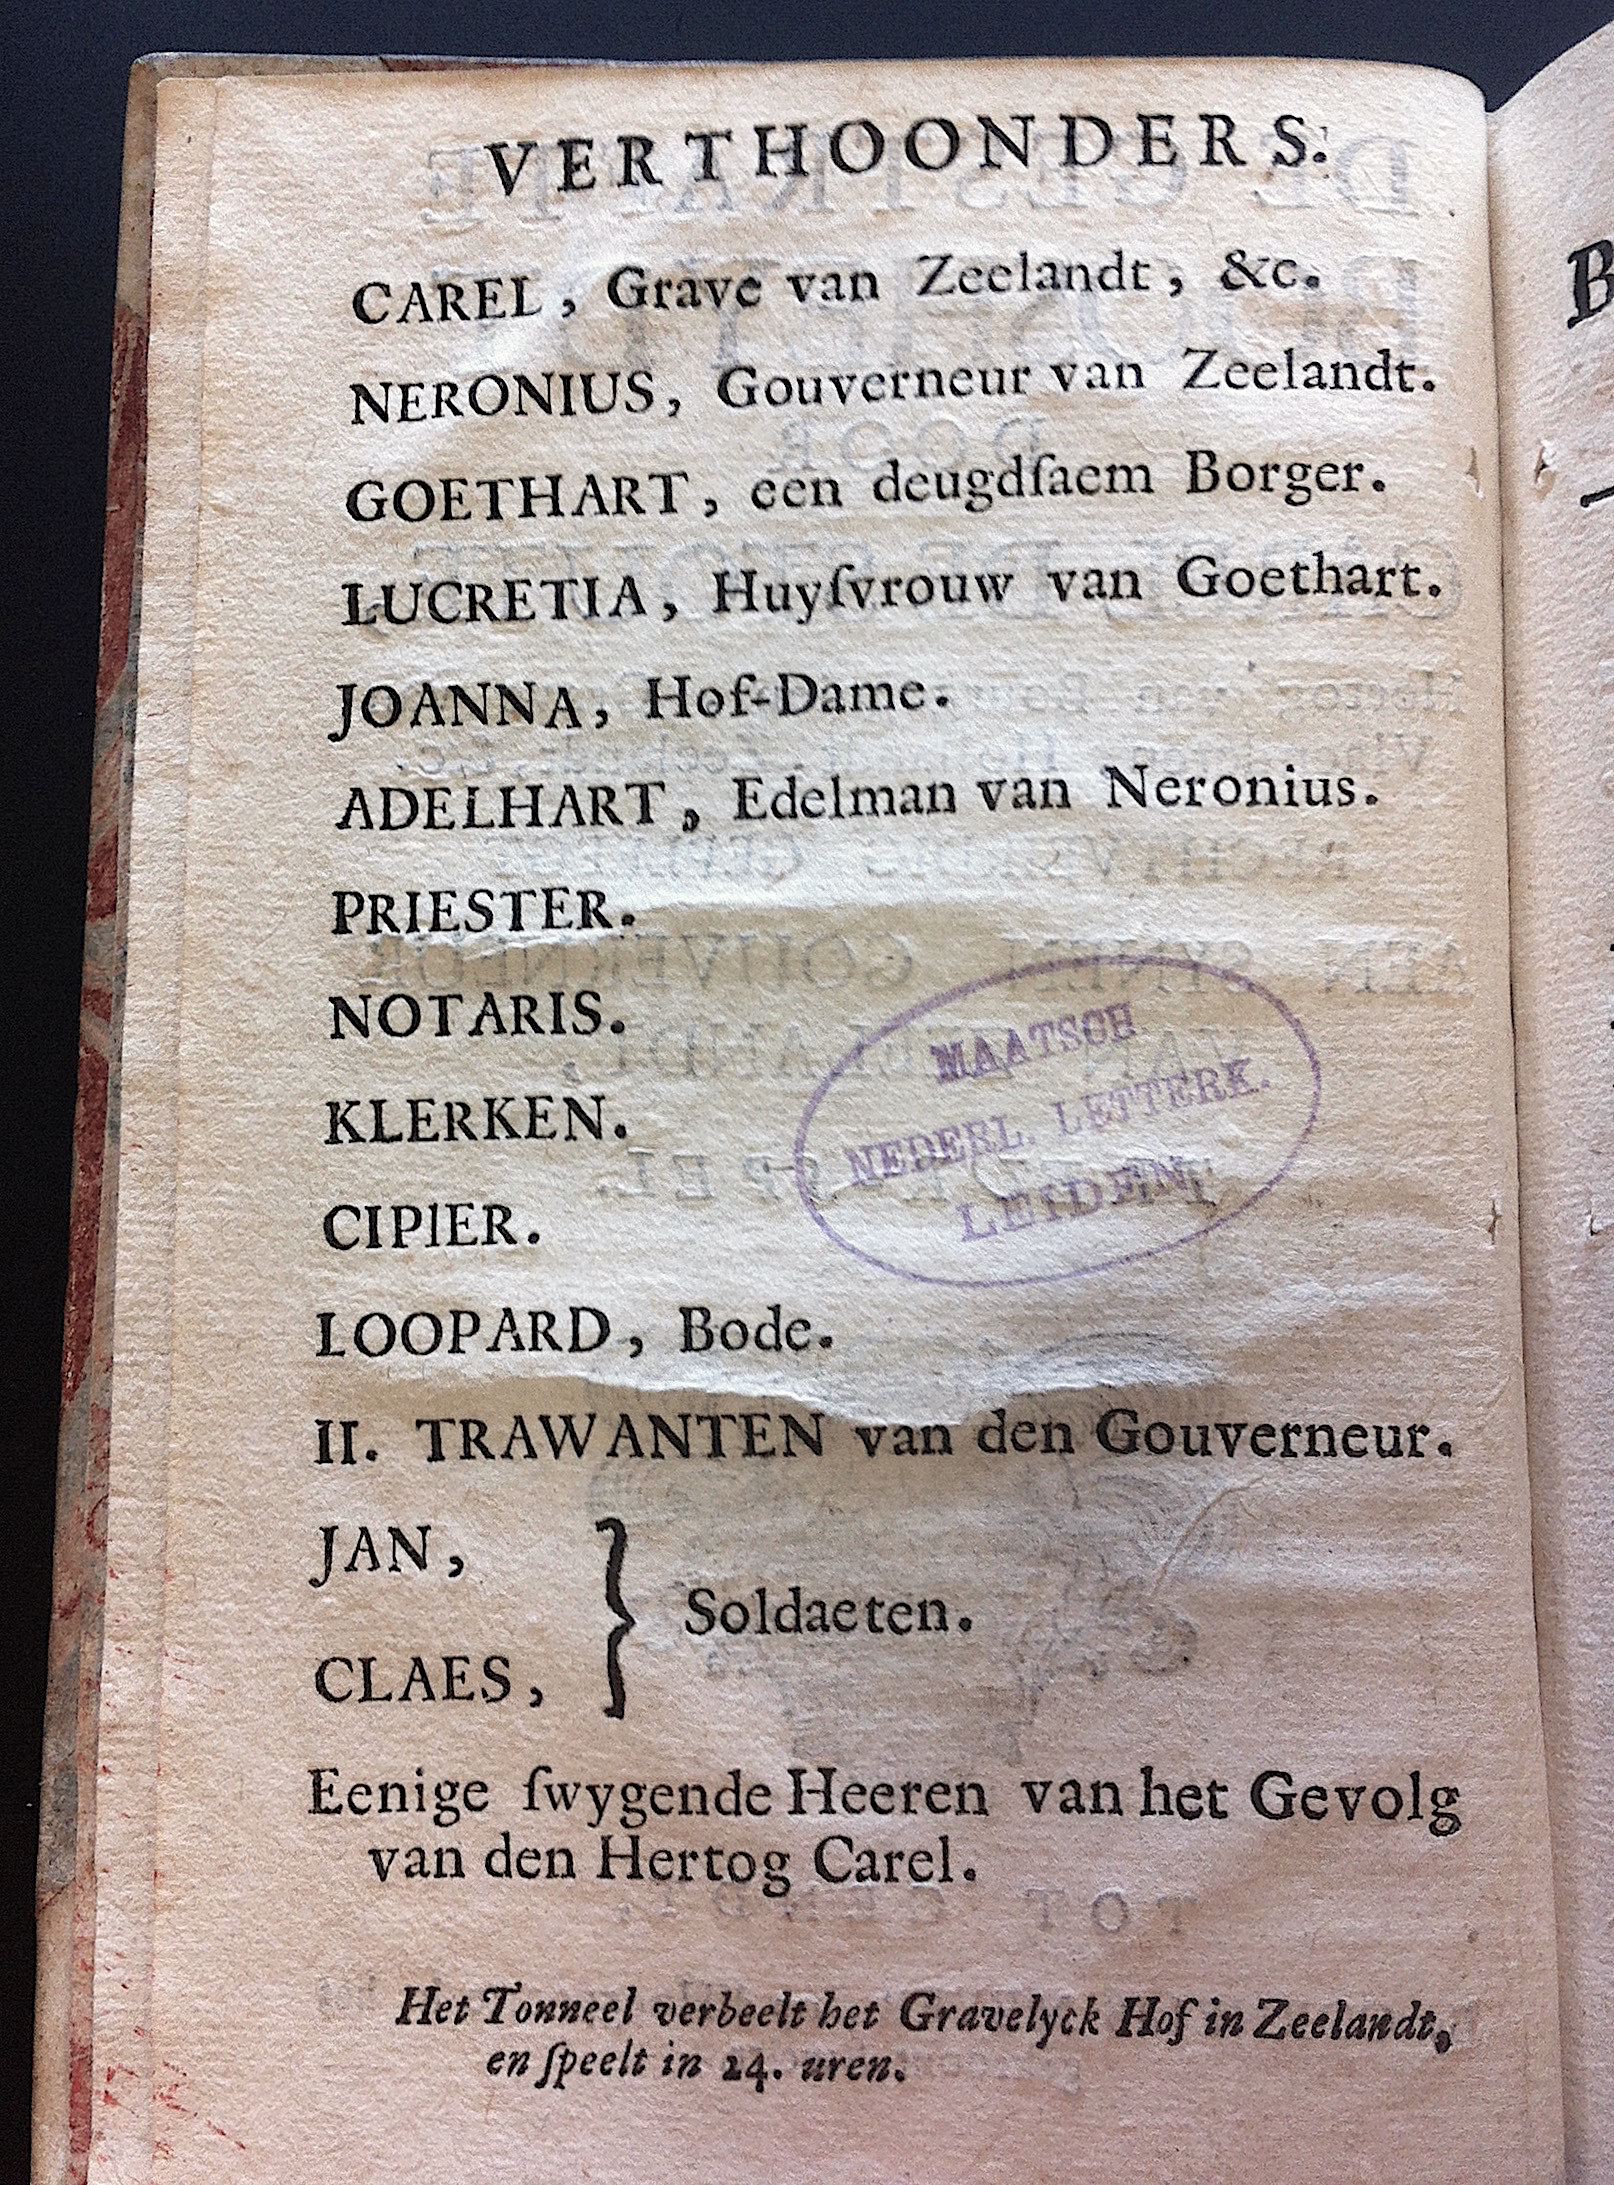 VERTHOONDERS.
CAREL, Grave van Zeelandt, &c.
NERONIUS, Gouverneur van Zeelandt.
GOETHART, een deugdſaem Borger.
LUCRETIA, Huyſvrouw van Goethart.
JOANNA, Hof-Dame.
ADELHART, Edelman van Neronius.
PRIESTER.
NOTARIS.
KLERKEN.
CIPIER.
LOOPARD, Bode.
II. TRAWANTEN van den Gouverneur.
JAN,
} Soldaeten.
CLAES,
Eenige ſwygende Heeren van het Gevolg
van den Hertog Carel.
Het Tonneel verbeelt het Gravelyck Hof in Zeelandt,
en ſpeelt in 24. uren.
MAATSCH.
NEDERL. LETTERK.
LEIDEN
B